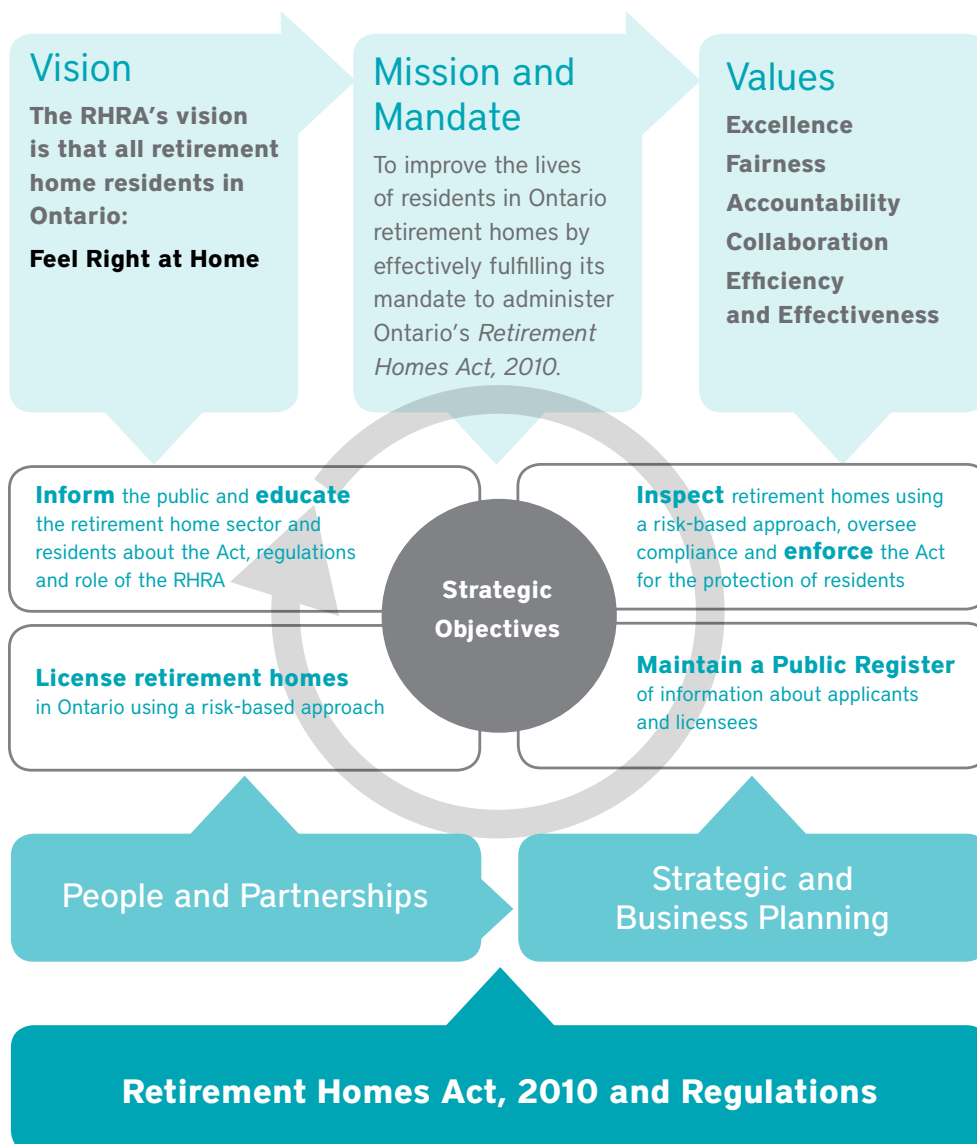 Vision
The RHRA's vision
is that all retirement
home residents in
Ontario:
Feel Right at Home
Mission and
Mandate
To improve the lives
of residents in Ontario
retirement homes by
effectively fulfilling its
mandate to administer
Ontario's Retirement
Homes Act, 2010.
Values
Excellence
Fairness
Accountability
Collaboration
Efficiency
and Effectiveness
Inform the public and educate
the retirement home sector and
residents about the Act, regulations
and role of the RHRA
Inspect retirement homes using
a risk-based approach, oversee
compliance and enforce the Act
for the protection of residents
Strategic
Objectives
License retirement homes
in Ontario using a risk-based approach
Maintain a Public Register
of information about applicants
and licensees
People and Partnerships
Strategic and
Business Planning
Retirement Homes Act, 2010 and Regulations